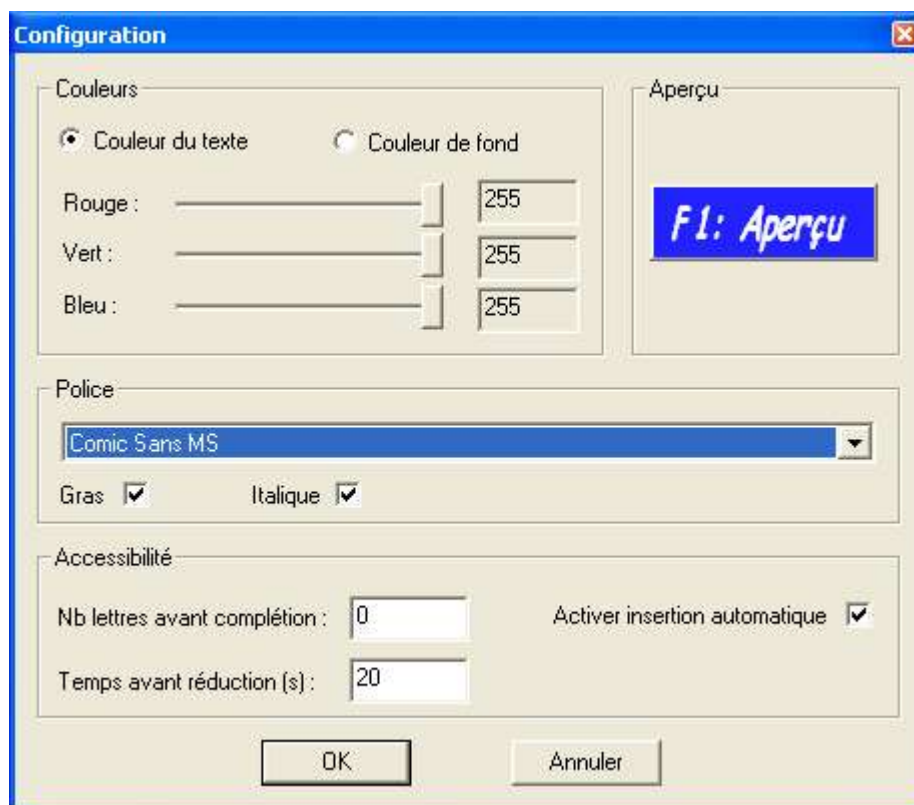 Configuration
Couleurs
Couleur du texte Couleur de fond
Rouge : 255
Vert : 255
Bleu : 255
Aperçu
F1: Aperçu
Police
Comic Sans MS
Gras Italique
Accessibilité
Nb lettres avant complétion : 0 Activer insertion automatique
Temps avant réduction (s) : 20
OK Annuler